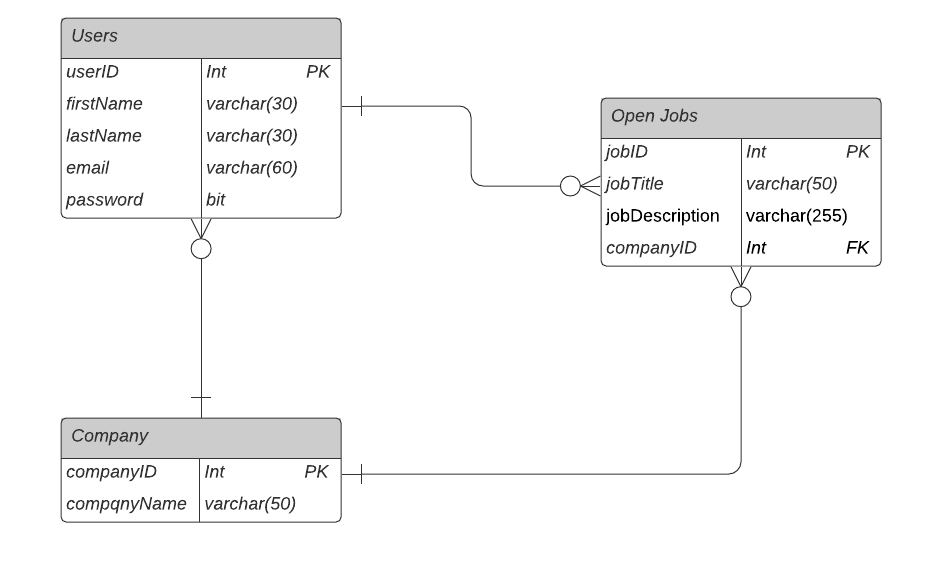 Users
userID Int PK
firstName varchar(30)
lastName varchar(30)
email varchar(60)
password bit
Open Jobs
jobID Int PK
jobTitle varchar(50)
jobDescription varchar(255)
companyID Int FK
Company
companyID Int PK
compqnyName varchar(50)